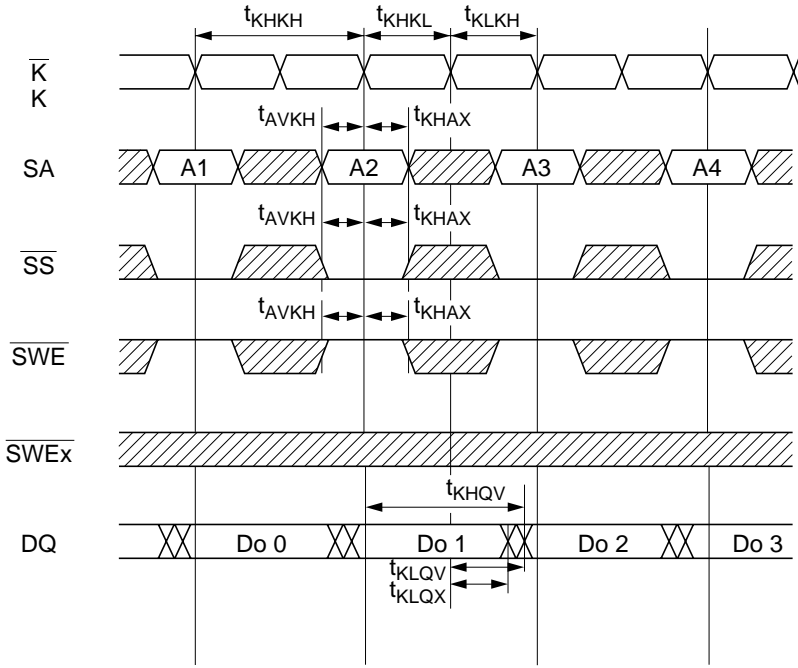 tKHKH tKHKL tKLKH
K
K
tAVKH tKHAX
SA A1 A2 A3 A4
tAVKH tKHAX
SS
tAVKH tKHAX
SWE
SWEx
tKHQV
DQ Do 0 Do 1 Do 2 Do 3
tKLQV
tKLQX